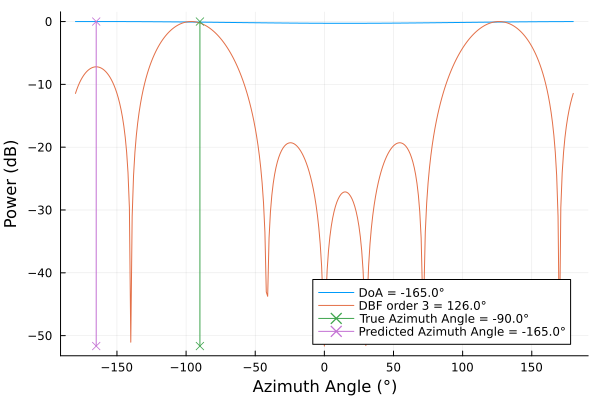 Power (dB)
0
−10
−20
−30
−40
−50
DoA = -165.0°
DBF order 3 = 126.0°
True Azimuth Angle = -90.0°
Predicted Azimuth Angle = -165.0°
−150
−100
−50
0
50
100
150
Azimuth Angle (°)